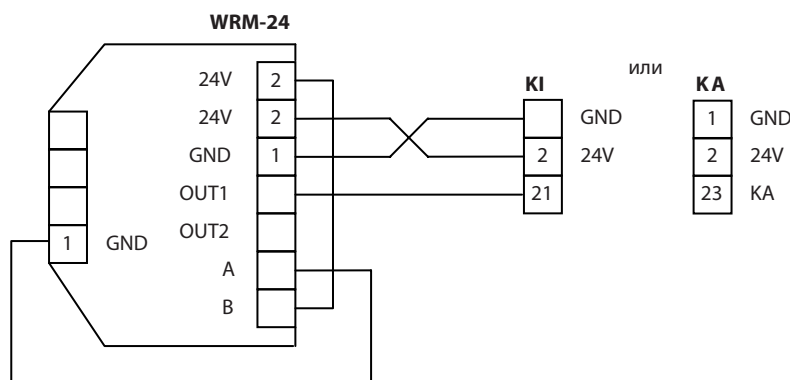 WRM-24
или
KI
KA
24V 2
24V 2
GND 1
OUT1
OUT2
A
B
1 GND
GND
2 24V
21
1 GND
2 24V
23 KA